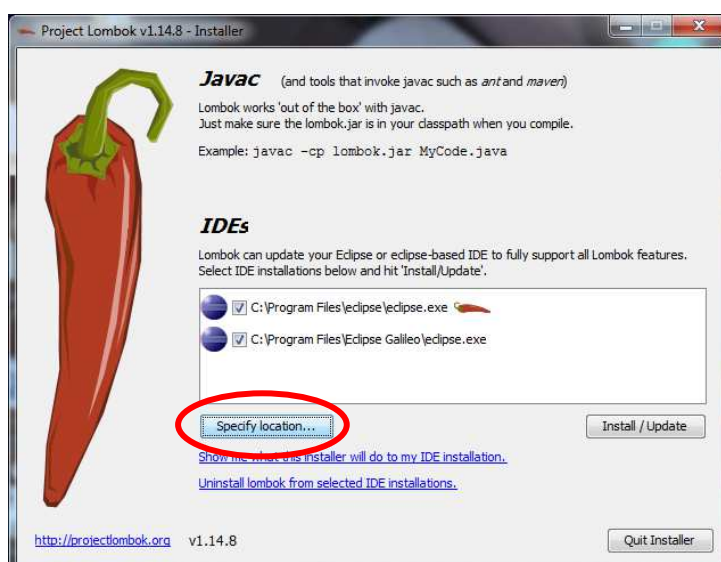 Project Lombok v1.14.8 - Installer
Javac (and tools that invoke javac such as ant and maven)
Lombok works 'out of the box' with javac.
Just make sure the lombok.jar is in your classpath when you compile.
Example: javac -cp lombok.jar MyCode.java
IDEs
Lombok can update your Eclipse or eclipse-based IDE to fully support all Lombok features.
Select IDE installations below and hit 'Install/Update'.
C:\Program Files\eclipse\eclipse.exe
C:\Program Files\Eclipse Galileo\eclipse.exe
Specify location... Install / Update
Show me what this installer will do to my IDE installation.
Uninstall lombok from selected IDE installations.
http://projectlombok.org v1.14.8 Quit Installer